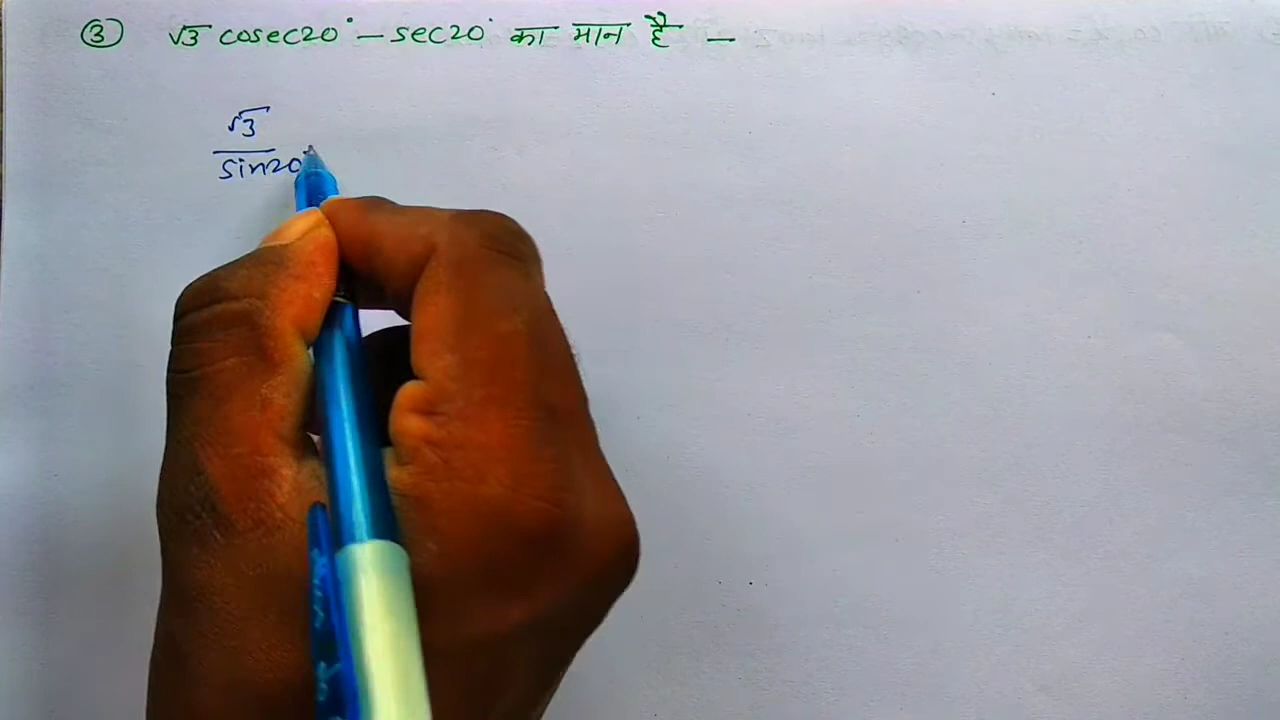 ③ √3 cosec20° – sec20° का मान है –
√3
sin20